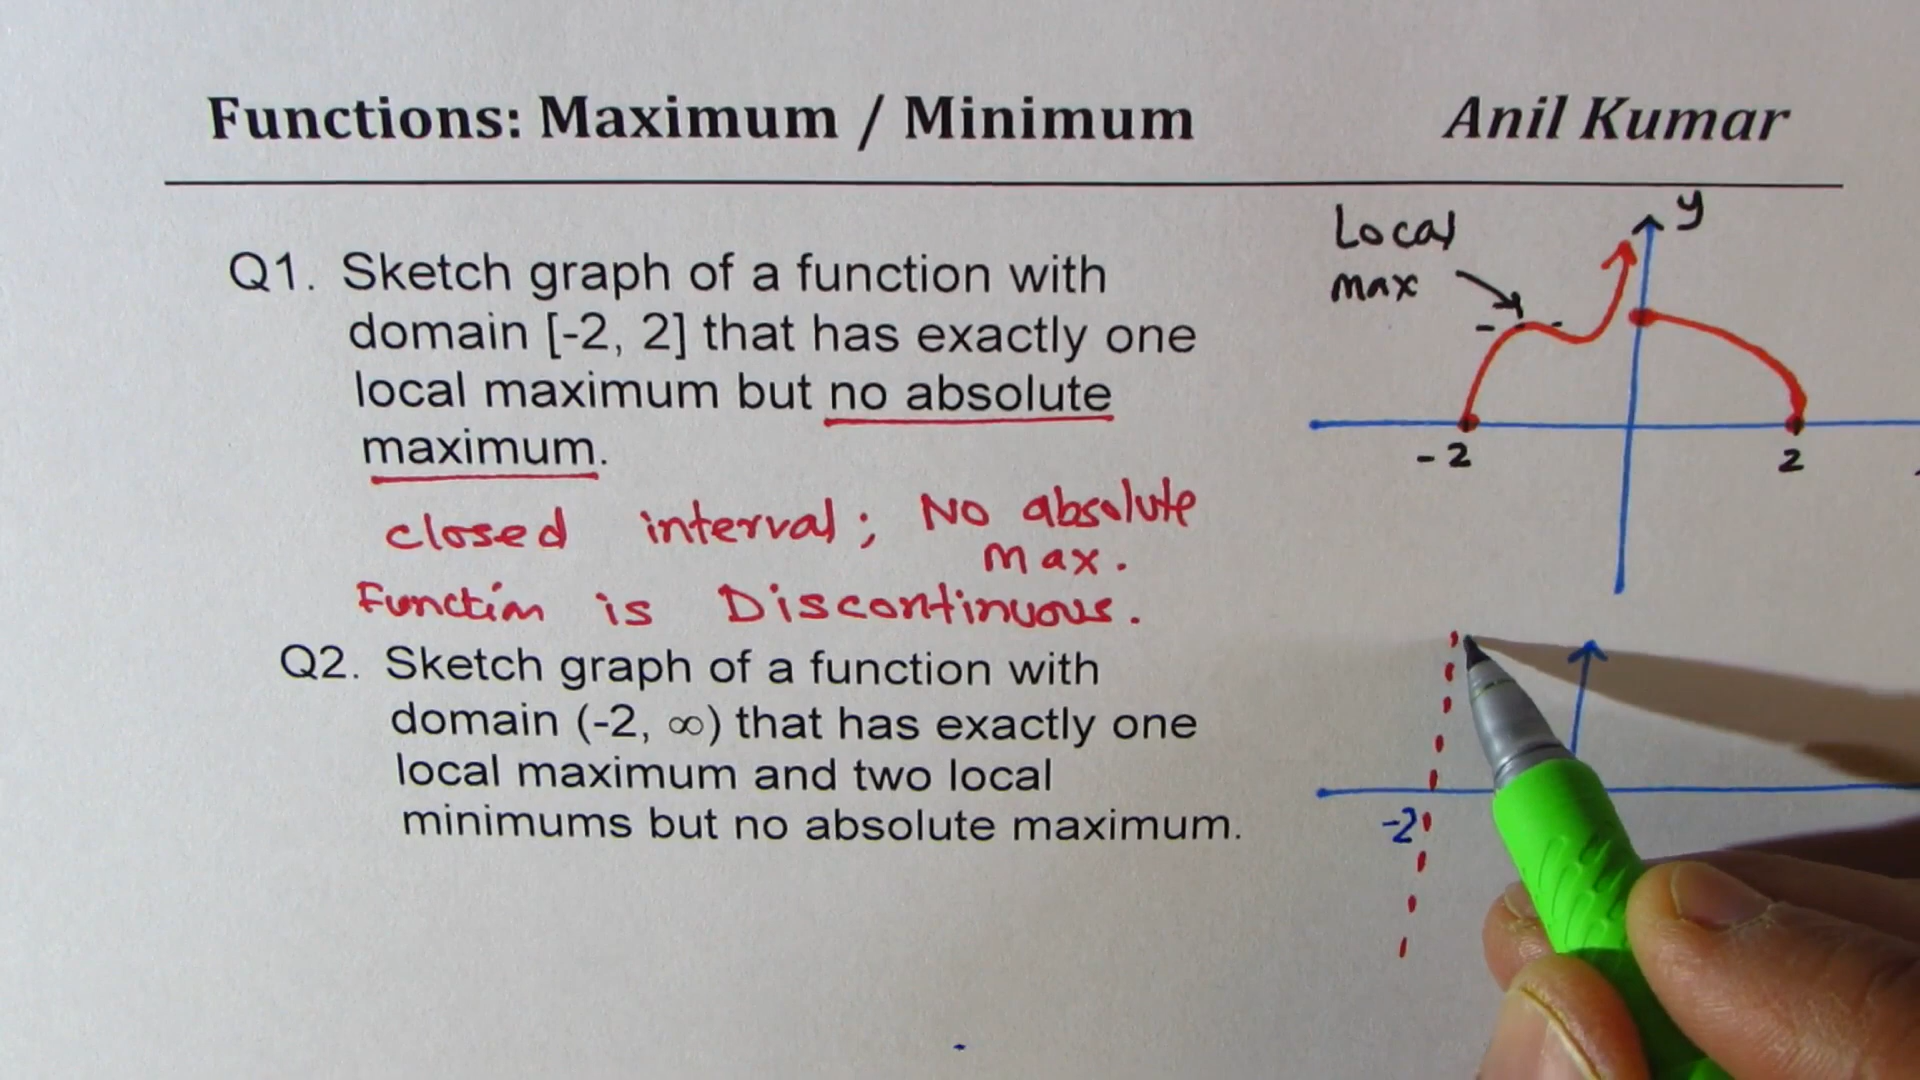 Functions: Maximum / Minimum Anil Kumar
Q1. Sketch graph of a function with
domain [-2, 2] that has exactly one
local maximum but no absolute
maximum.
closed interval; No absolute
max.
Function is Discontinuous.
Q2. Sketch graph of a function with
domain (-2, ∞) that has exactly one
local maximum and two local
minimums but no absolute maximum.
Local
max
y
-2
2
-2